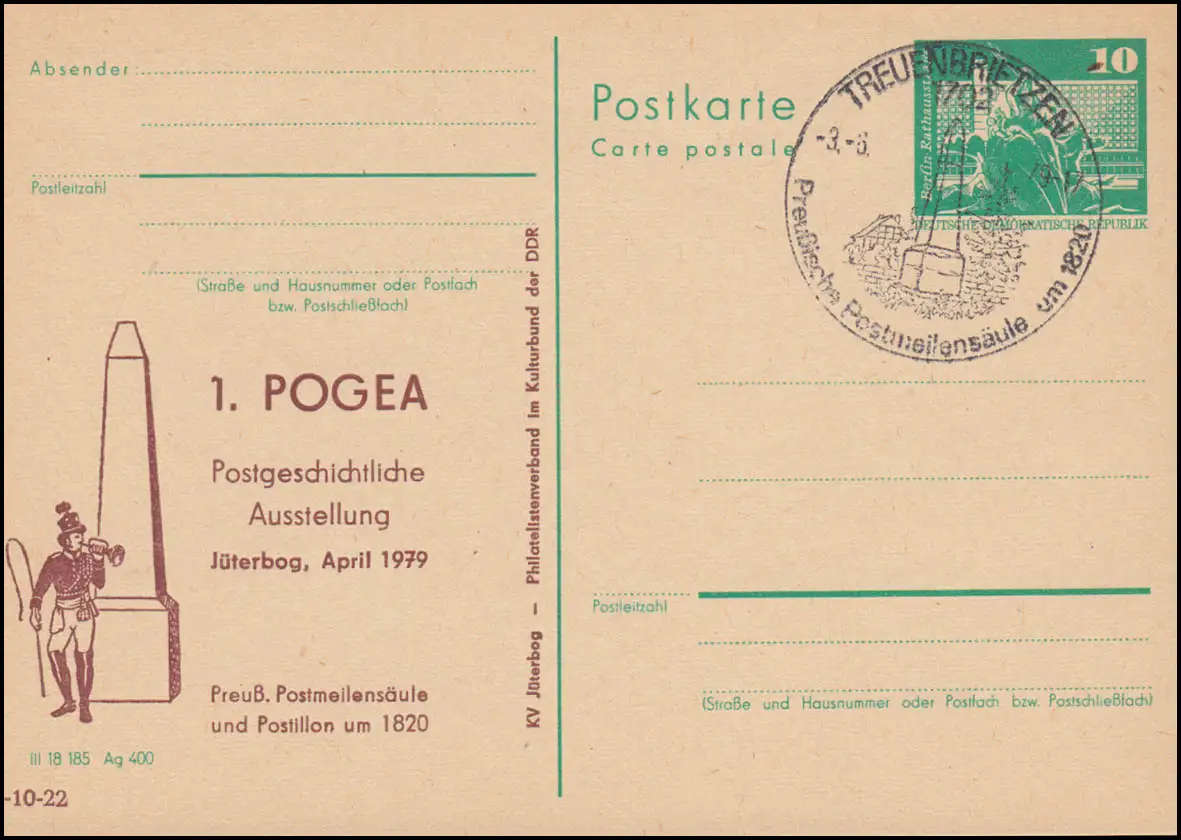 Absender:
Postleitzahl
(Straße und Hausnummer oder Postfach
bzw. Postschließfach)
1. POGEA
Postgeschichtliche
Ausstellung
Jüterbog, April 1979
Preuß. Postmeilensäule
und Postillon um 1820
III 18 185 Ag 400
-10-22
KV Jüterbog – Philatelistenverband im Kulturbund der DDR
Postkarte
Carte postale
10
DEUTSCHE DEMOKRATISCHE REPUBLIK
TREUENBRIETZEN
1702
-3.-6.
79-17
Preußische Postmeilensäule um 1820
Postleitzahl
(Straße und Hausnummer oder Postfach bzw. Postschließfach)